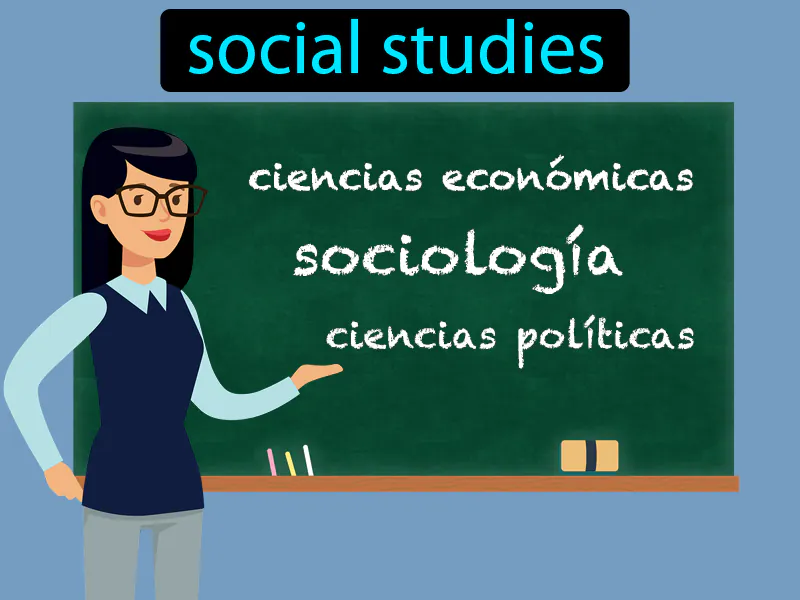 social studies
ciencias económicas
sociología
ciencias políticas